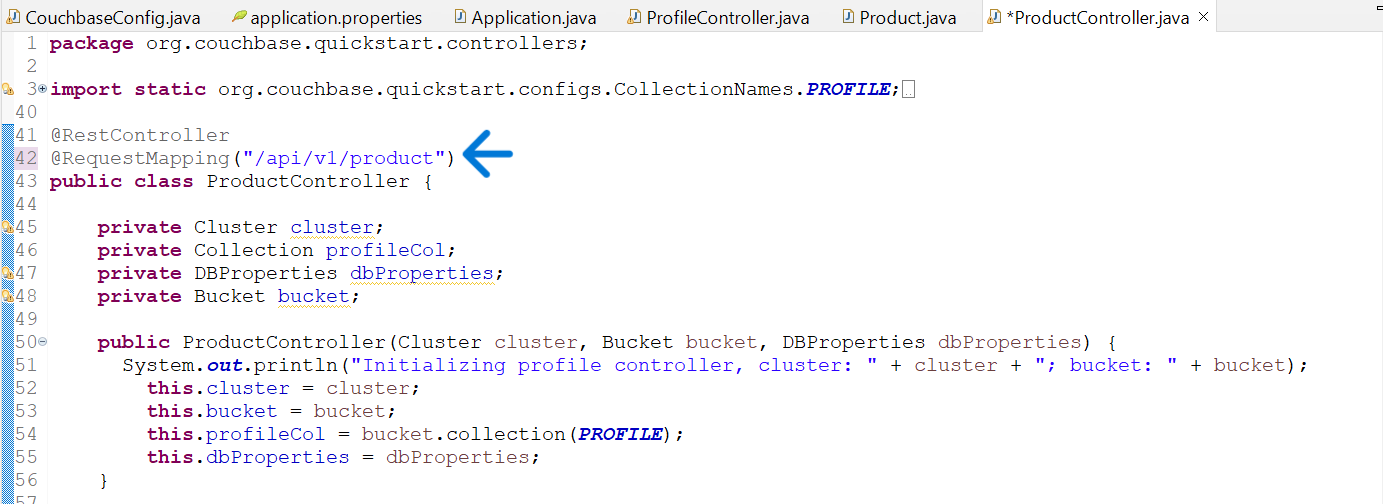 CouchbaseConfig.java application.properties Application.java ProfileController.java Product.java *ProductController.java
1 package org.couchbase.quickstart.controllers;
2
3 import static org.couchbase.quickstart.configs.CollectionNames.PROFILE;
40
41 @RestController
42 @RequestMapping("/api/v1/product")
43 public class ProductController {
44
45 private Cluster cluster;
46 private Collection profileCol;
47 private DBProperties dbProperties;
48 private Bucket bucket;
49
50 public ProductController(Cluster cluster, Bucket bucket, DBProperties dbProperties) {
51 System.out.println("Initializing profile controller, cluster: " + cluster + "; bucket: " + bucket);
52 this.cluster = cluster;
53 this.bucket = bucket;
54 this.profileCol = bucket.collection(PROFILE);
55 this.dbProperties = dbProperties;
56 }
57